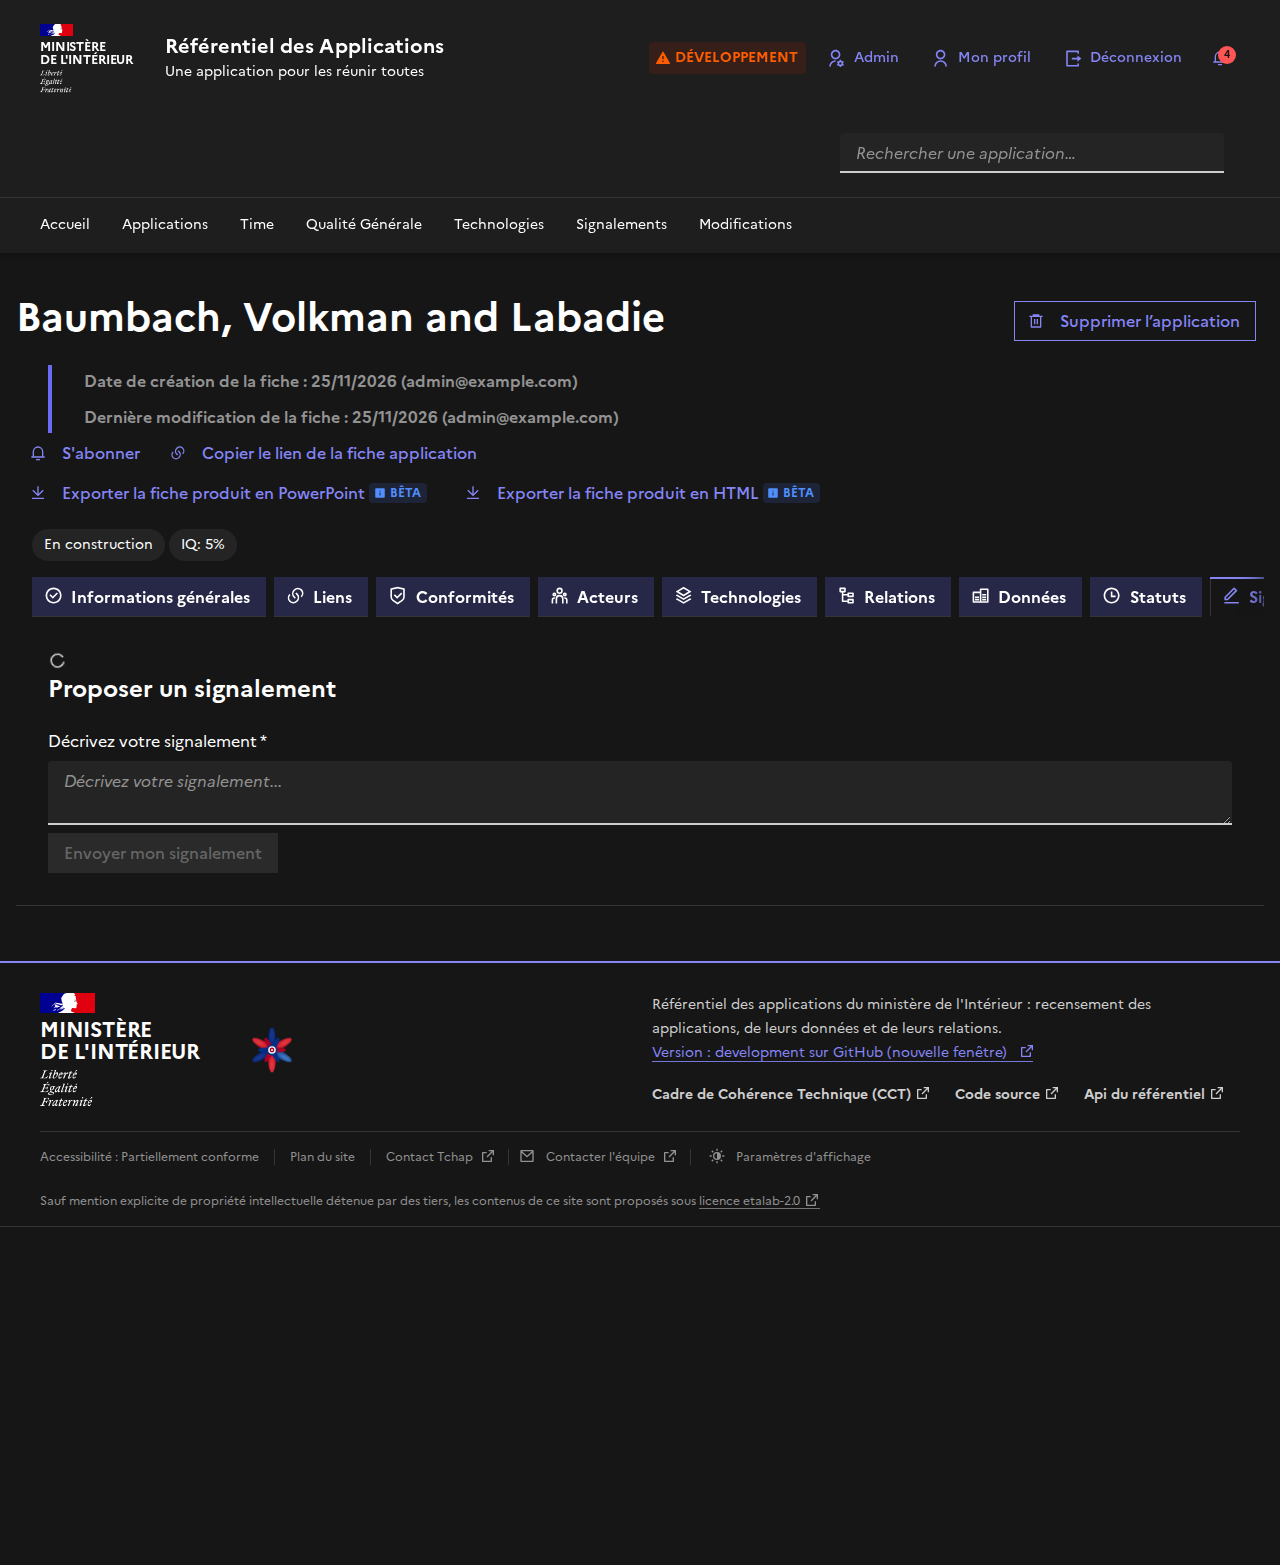 MINISTÈRE
DE L'INTÉRIEUR
Liberté
Égalité
Fraternité
Référentiel des Applications
Une application pour les réunir toutes
DÉVELOPPEMENT
Admin
Mon profil
Déconnexion
4
Rechercher une application…
Accueil
Applications
Time
Qualité Générale
Technologies
Signalements
Modifications
Baumbach, Volkman and Labadie
Supprimer l’application
Date de création de la fiche : 25/11/2026 (admin@example.com)
Dernière modification de la fiche : 25/11/2026 (admin@example.com)
S'abonner
Copier le lien de la fiche application
Exporter la fiche produit en PowerPoint BÊTA
Exporter la fiche produit en HTML BÊTA
En construction
IQ: 5%
Informations générales
Liens
Conformités
Acteurs
Technologies
Relations
Données
Statuts
Proposer un signalement
Décrivez votre signalement *
Décrivez votre signalement...
Envoyer mon signalement
MINISTÈRE
DE L'INTÉRIEUR
Liberté
Égalité
Fraternité
Référentiel des applications du ministère de l'Intérieur : recensement des
applications, de leurs données et de leurs relations.
Version : development sur GitHub (nouvelle fenêtre)
Cadre de Cohérence Technique (CCT)
Code source
Api du référentiel
Accessibilité : Partiellement conforme
Plan du site
Contact Tchap
Contacter l'équipe
Paramètres d'affichage
Sauf mention explicite de propriété intellectuelle détenue par des tiers, les contenus de ce site sont proposés sous licence etalab-2.0